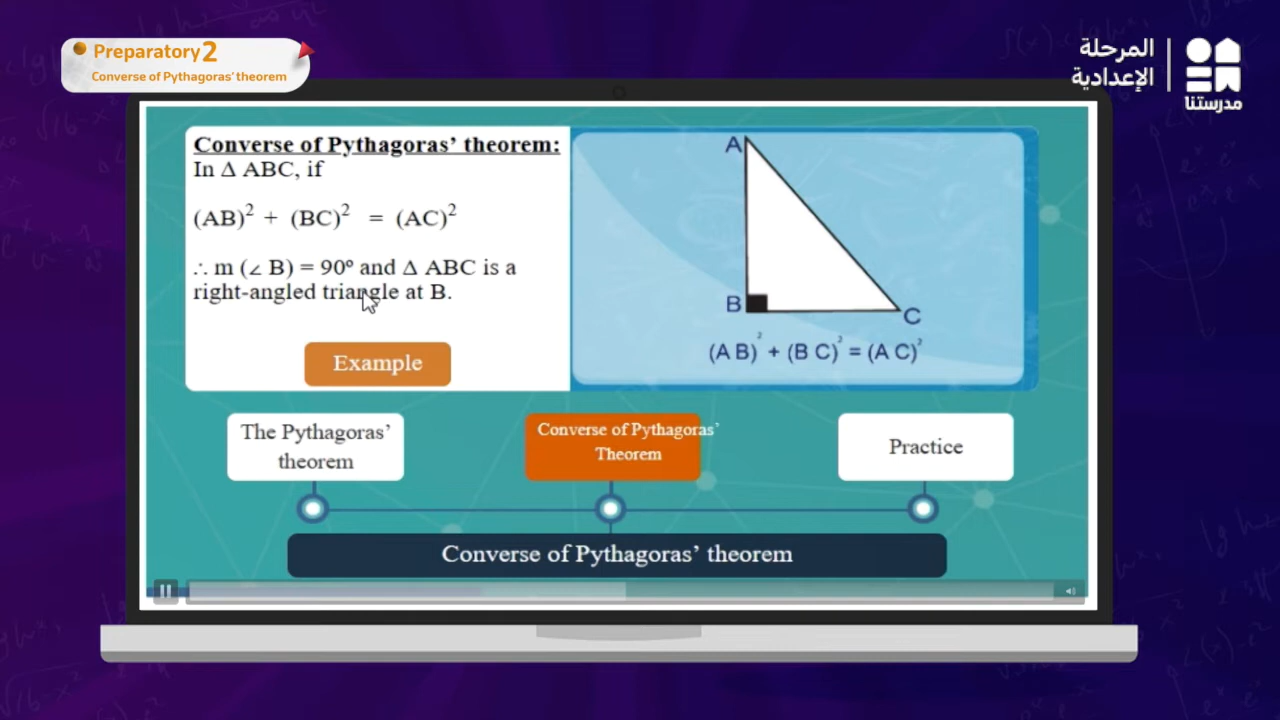 Preparatory 2
Converse of Pythagoras' theorem
المرحلة
الإعدادية
مدرستنا
Converse of Pythagoras' theorem:
In Δ ABC, if
(AB)² + (BC)² = (AC)²
∴ m (∠ B) = 90º and Δ ABC is a
right-angled triangle at B.
Example
A
B
C
(A B)² + (B C)² = (A C)²
The Pythagoras'
theorem
Converse of Pythagoras'
Theorem
Practice
Converse of Pythagoras' theorem